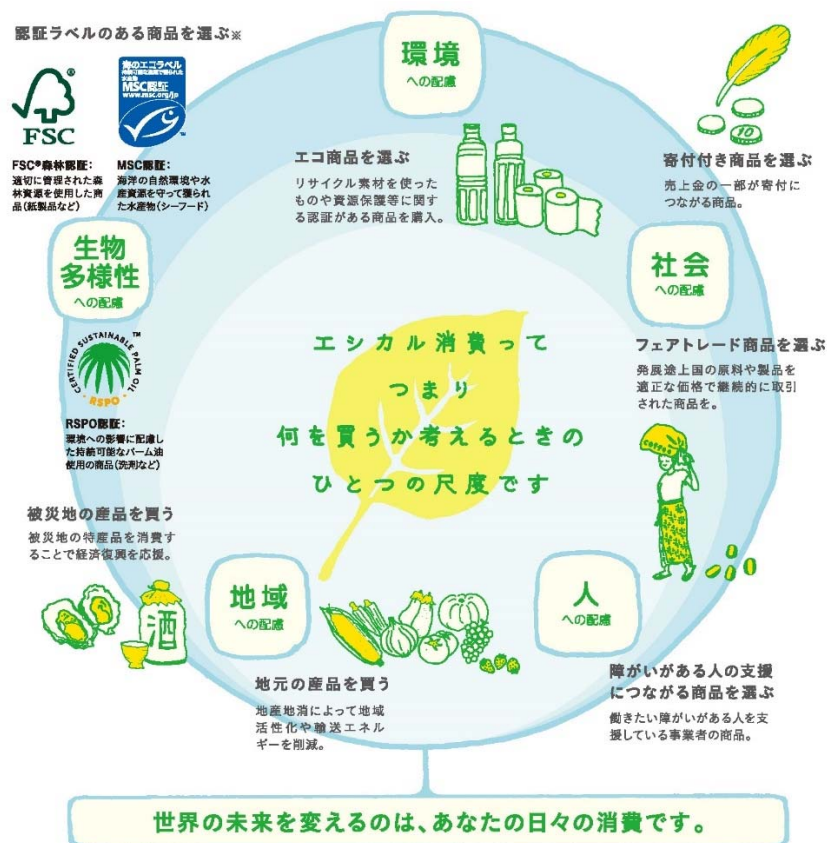 認証ラベルのある商品を選ぶ※
FSC
海のエコラベル
持続可能な漁業で獲られた
水産物
MSC認証
www.msc.org/jp
FSC®森林認証：
適切に管理された森
林資源を使用した商
品（紙製品など）
MSC認証：
海洋の自然環境や水
産資源を守って獲られ
た水産物（シーフード）
環境
への配慮
エコ商品を選ぶ
リサイクル素材を使った
ものや資源保護等に関す
る認証がある商品を購入。
10
寄付付き商品を選ぶ
売上金の一部が寄付に
つながる商品。
生物
多様性
への配慮
社会
への配慮
CERTIFIED SUSTAINABLE PALM OIL
TM
RSPO
RSPO認証：
環境への影響に配慮し
た持続可能なパーム油
使用の商品（洗剤など）
エシカル消費って
つまり
何を買うか考えるときの
ひとつの尺度です
フェアトレード商品を選ぶ
発展途上国の原料や製品を
適正な価格で継続的に取引
された商品を。
coffee
被災地の産品を買う
被災地の特産品を消費す
ることで経済復興を応援。
酒
地域
への配慮
人
への配慮
地元の産品を買う
地産地消によって地域
活性化や輸送エネル
ギーを削減。
障がいがある人の支援
につながる商品を選ぶ
働きたい障がいがある人を支
援している事業者の商品。
世界の未来を変えるのは、あなたの日々の消費です。